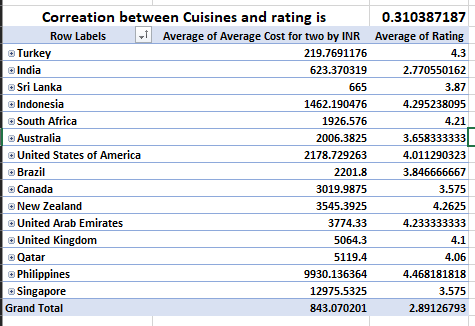 Correation between Cuisines and rating is 0.310387187
Row Labels Average of Average Cost for two by INR Average of Rating
Turkey 219.7691176 4.3
India 623.370319 2.770550162
Sri Lanka 665 3.87
Indonesia 1462.190476 4.295238095
South Africa 1926.576 4.21
Australia 2006.3825 3.658333333
United States of America 2178.729263 4.011290323
Brazil 2201.8 3.846666667
Canada 3019.9875 3.575
New Zealand 3545.3925 4.2625
United Arab Emirates 3774.33 4.233333333
United Kingdom 5064.3 4.1
Qatar 5119.4 4.06
Philippines 9930.136364 4.468181818
Singapore 12975.5325 3.575
Grand Total 843.070201 2.89126793